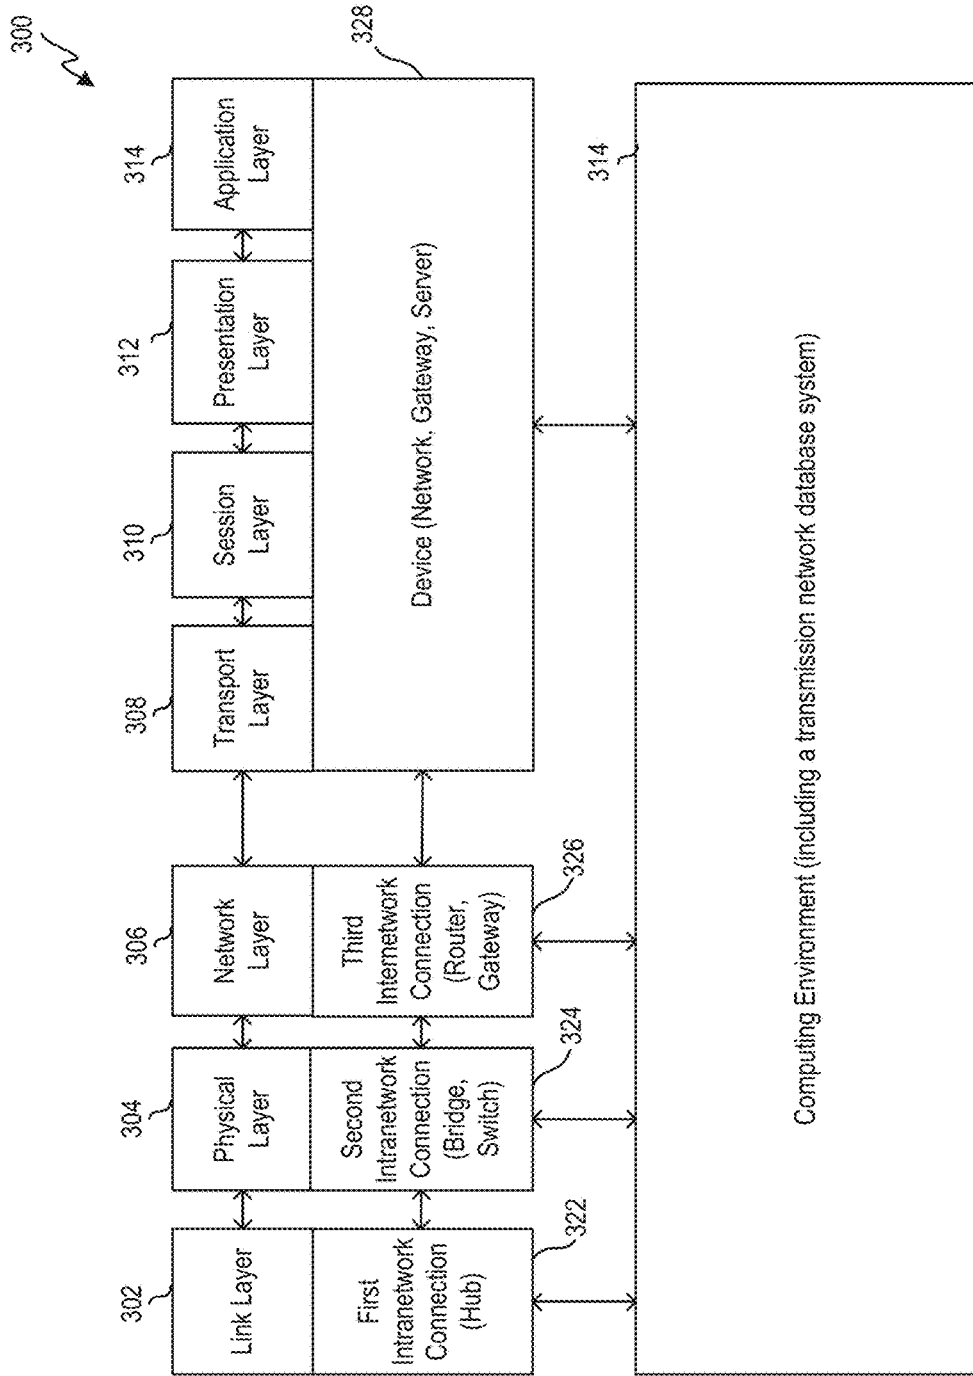 300
302
Link Layer
304
Physical
Layer
306
Network
Layer
308
Transport
Layer
310
Session
Layer
312
Presentation
Layer
314
Application
Layer
First
Intranetwork
Connection
(Hub)
322
Second
Intranetwork
Connection
(Bridge,
Switch)
324
Third
Internetwork
Connection
(Router,
Gateway)
326
Device (Network, Gateway, Server)
328
314
Computing Environment (including a transmission network database system)